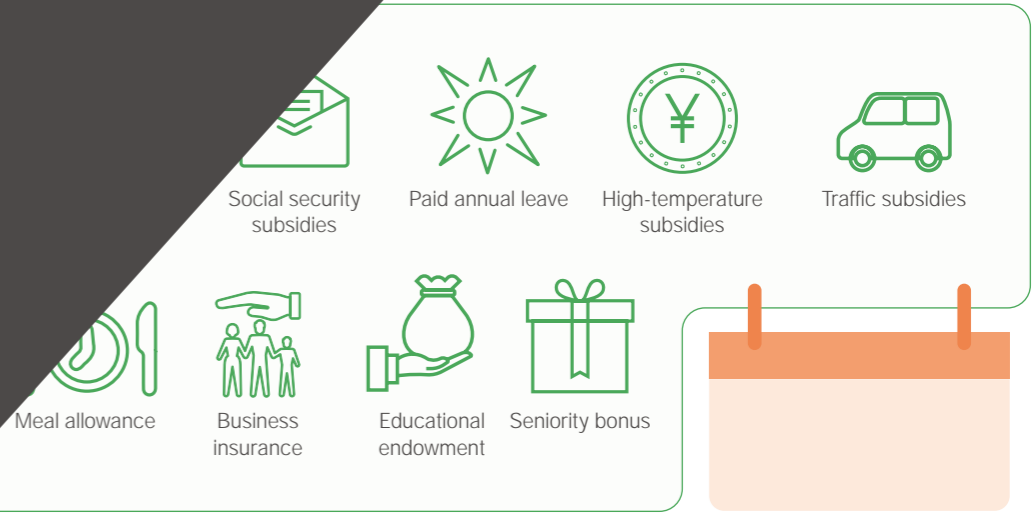 Social security
subsidies
Paid annual leave
High-temperature
subsidies
Traffic subsidies
Meal allowance
Business
insurance
Educational
endowment
Seniority bonus